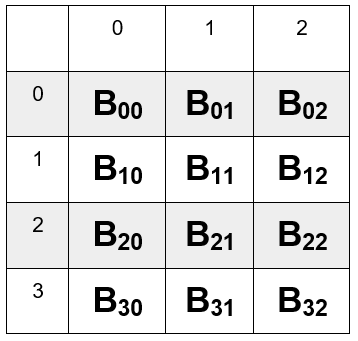 0 1 2
0 B₀₀ B₀₁ B₀₂
1 B₁₀ B₁₁ B₁₂
2 B₂₀ B₂₁ B₂₂
3 B₃₀ B₃₁ B₃₂